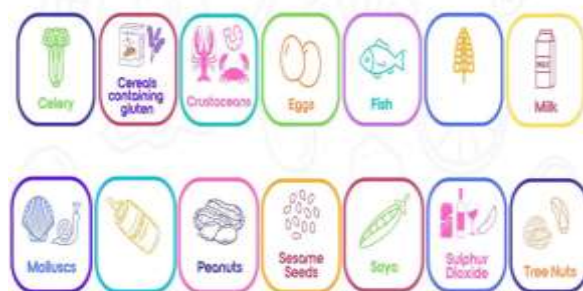 Celery
Cereals
containing
gluten
Crustaceans
Eggs
Fish
Milk
Molluscs
Peanuts
Sesame
Seeds
Soya
Sulphur
Dioxide
Tree Nuts